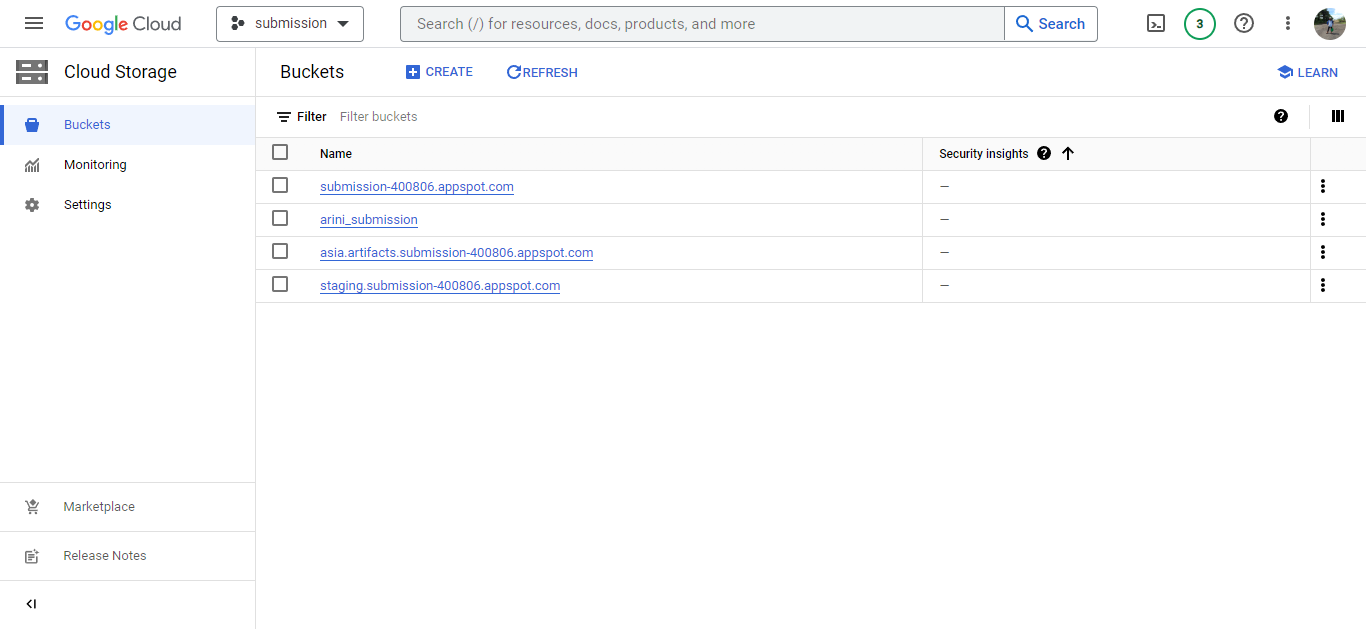 Google Cloud
submission
Search (/) for resources, docs, products, and more
Search
3
Cloud Storage
Buckets
CREATE
REFRESH
LEARN
Buckets
Monitoring
Settings
Filter Filter buckets
Name
Security insights
submission-400806.appspot.com
—
arini_submission
—
asia.artifacts.submission-400806.appspot.com
—
staging.submission-400806.appspot.com
—
Marketplace
Release Notes